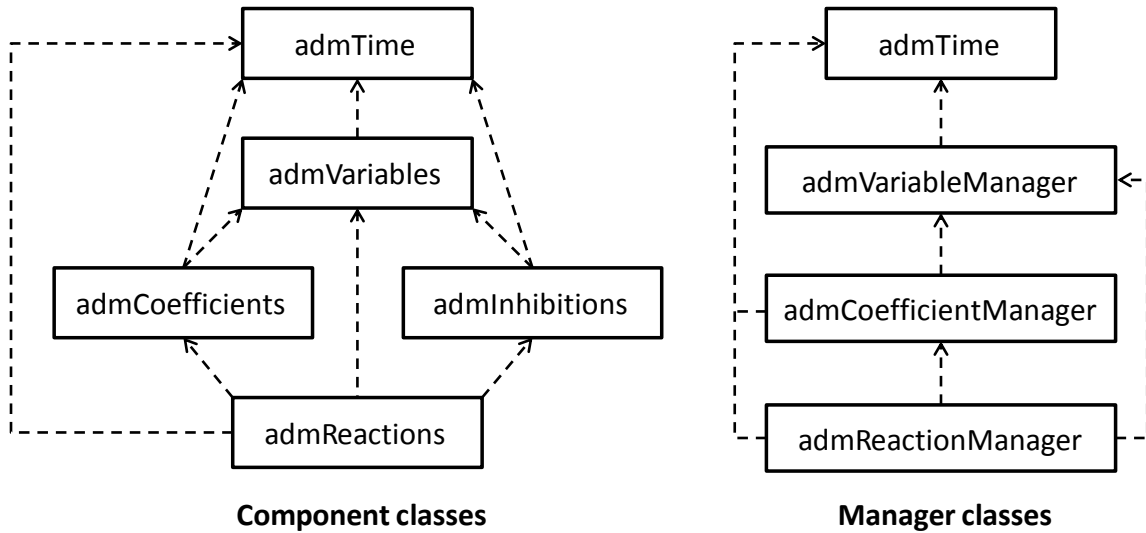 admTime
admVariables
admCoefficients
admInhibitions
admReactions
Component classes
admTime
admVariableManager
admCoefficientManager
admReactionManager
Manager classes